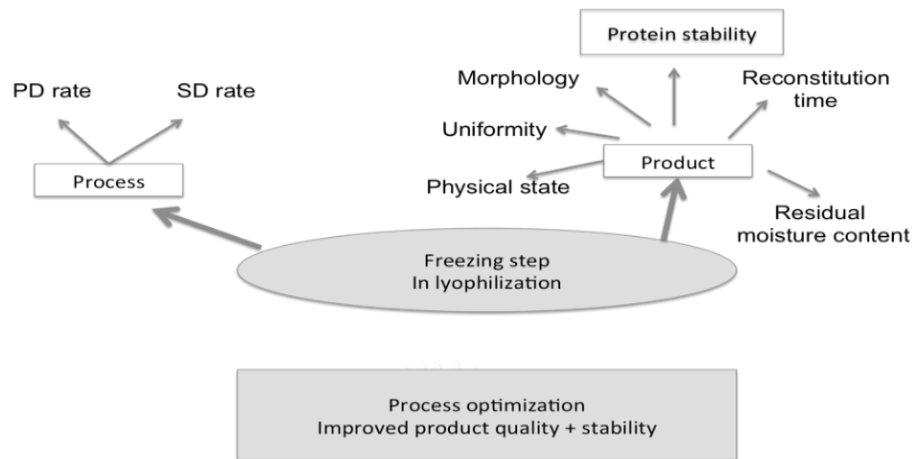 Protein stability
Morphology
Reconstitution
time
PD rate
SD rate
Uniformity
Process
Product
Physical state
Residual
moisture content
Freezing step
In lyophilization
Process optimization
Improved product quality + stability